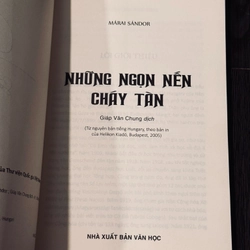 MÁRAI SÁNDOR
NHỮNG NGỌN NẾN
CHÁY TÀN
Giáp Văn Chung dịch
(Từ nguyên bản tiếng Hungary, theo bản in
của Helikon Kiadó, Budapest, 2005)
NHÀ XUẤT BẢN VĂN HỌC